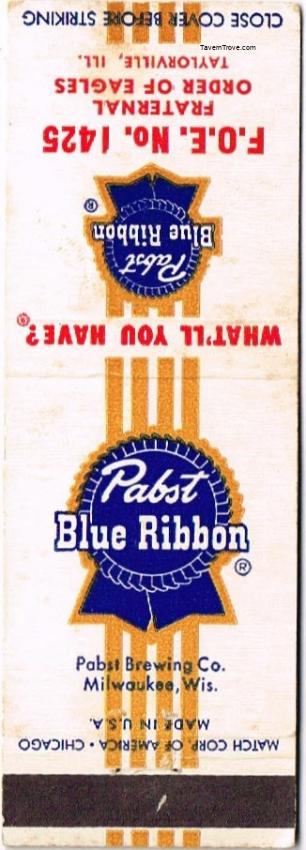 CLOSE COVER BEFORE STRIKING
TavernTrove.com
F.O.E. No. 1425
FRATERNAL
ORDER OF EAGLES
TAYLORVILLE, ILL.
Pabst
Blue Ribbon
®
WHAT'LL YOU HAVE?®
Pabst
Blue Ribbon
®
Pabst Brewing Co.
Milwaukee, Wis.
MATCH CORP. OF AMERICA • CHICAGO
MADE IN U.S.A.